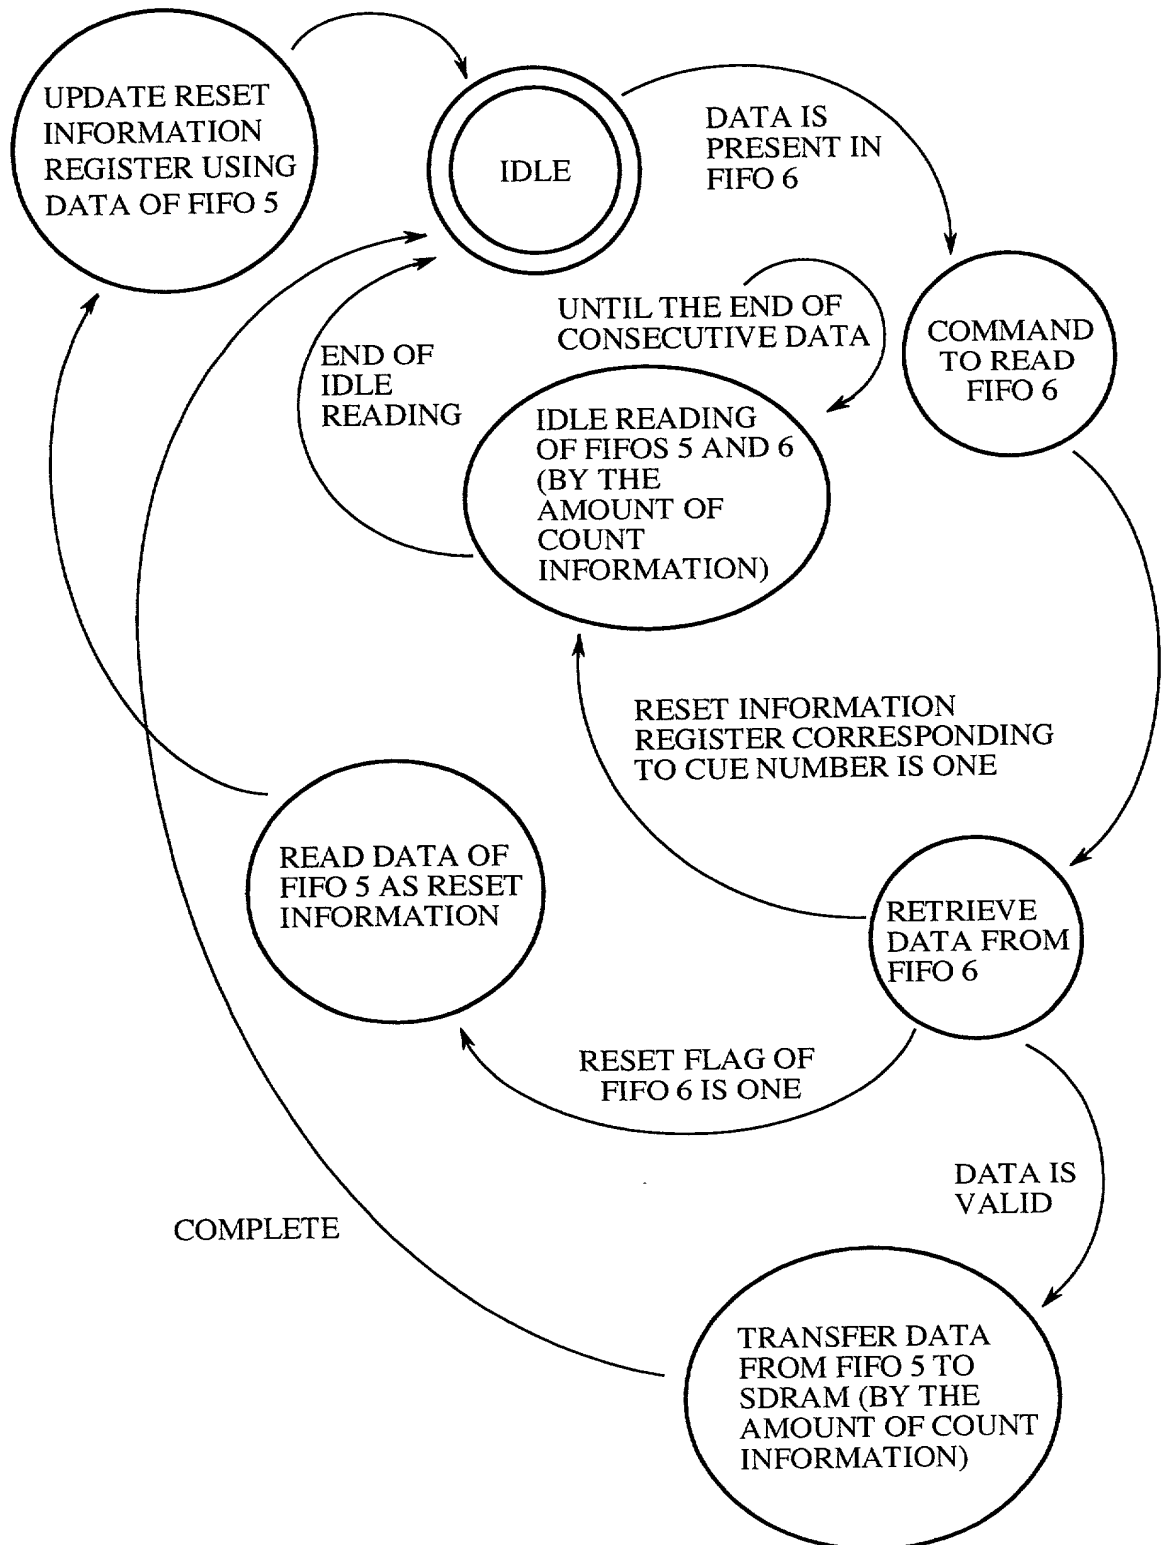 UPDATE RESET
INFORMATION
REGISTER USING
DATA OF FIFO 5
IDLE
DATA IS
PRESENT IN
FIFO 6
UNTIL THE END OF
CONSECUTIVE DATA
COMMAND
TO READ
FIFO 6
END OF
IDLE
READING
IDLE READING
OF FIFOS 5 AND 6
(BY THE
AMOUNT OF
COUNT
INFORMATION)
RESET INFORMATION
REGISTER CORRESPONDING
TO CUE NUMBER IS ONE
READ DATA OF
FIFO 5 AS RESET
INFORMATION
RETRIEVE
DATA FROM
FIFO 6
RESET FLAG OF
FIFO 6 IS ONE
DATA IS
VALID
COMPLETE
TRANSFER DATA
FROM FIFO 5 TO
SDRAM (BY THE
AMOUNT OF COUNT
INFORMATION)